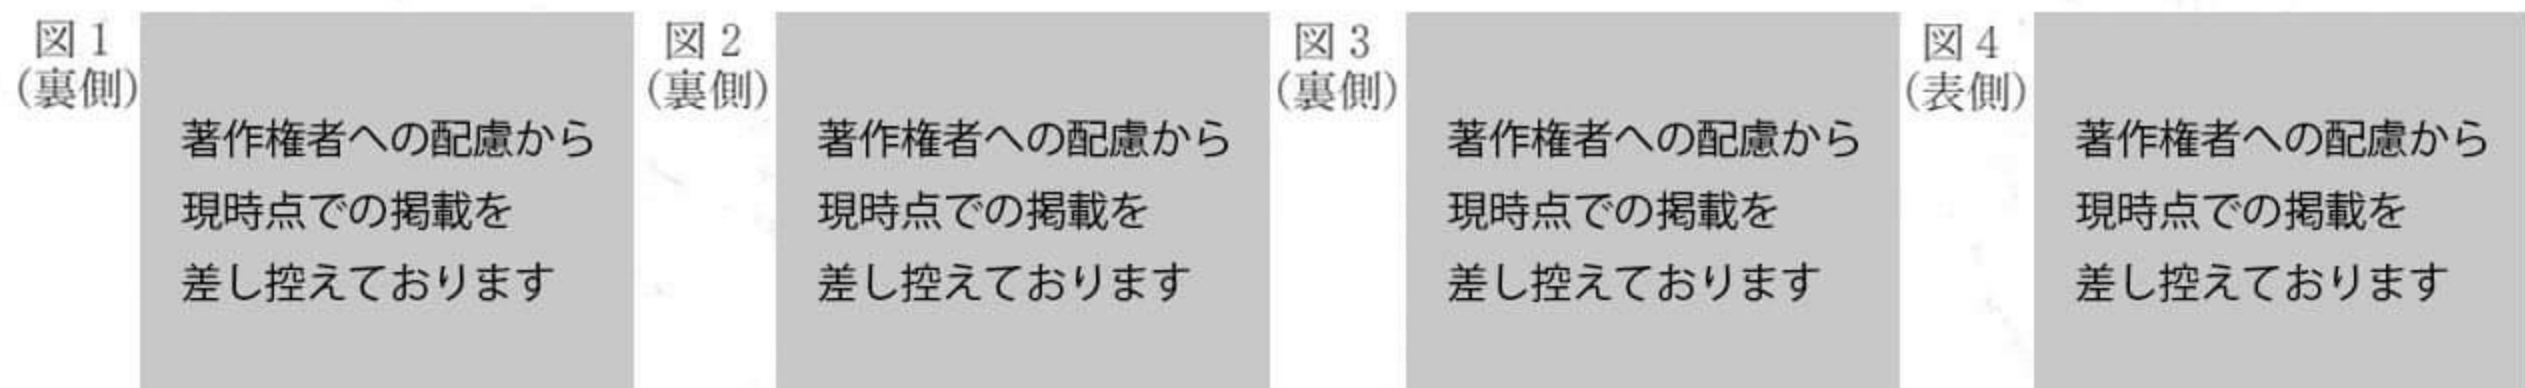 図1
(裏側)
著作権者への配慮から
現時点での掲載を
差し控えております
図2
(裏側)
著作権者への配慮から
現時点での掲載を
差し控えております
図3
(裏側)
著作権者への配慮から
現時点での掲載を
差し控えております
図4
(表側)
著作権者への配慮から
現時点での掲載を
差し控えております